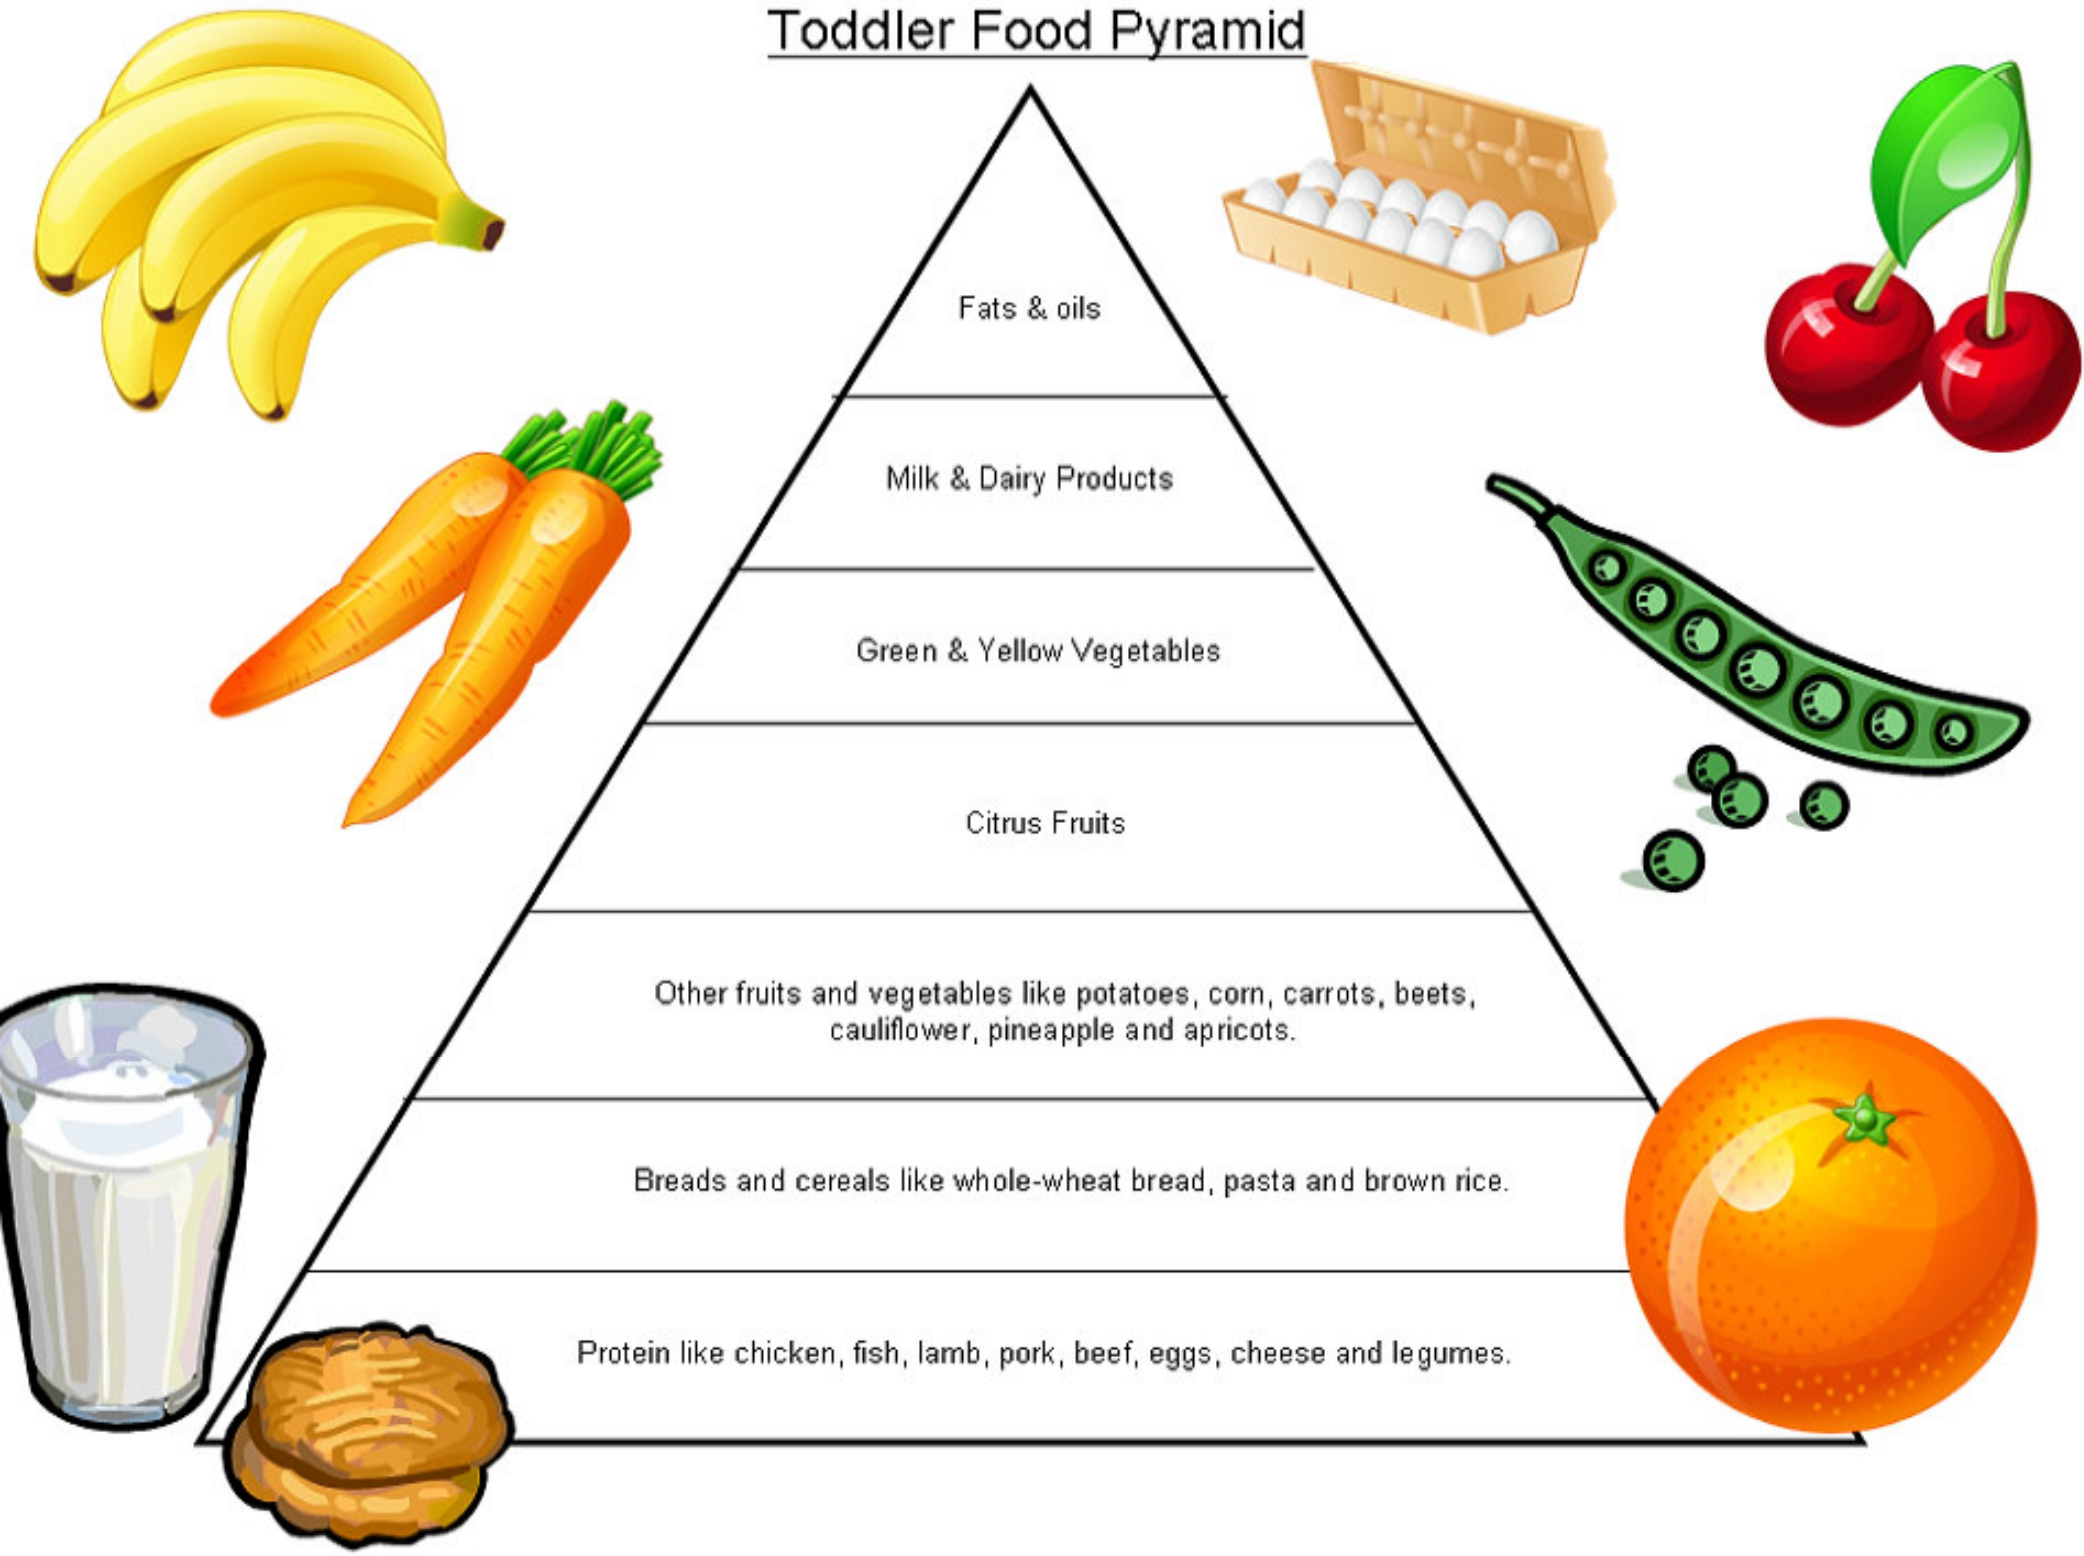 Toddler Food Pyramid
Fats & oils
Milk & Dairy Products
Green & Yellow Vegetables
Citrus Fruits
Other fruits and vegetables like potatoes, corn, carrots, beets,
cauliflower, pineapple and apricots.
Breads and cereals like whole-wheat bread, pasta and brown rice.
Protein like chicken, fish, lamb, pork, beef, eggs, cheese and legumes.